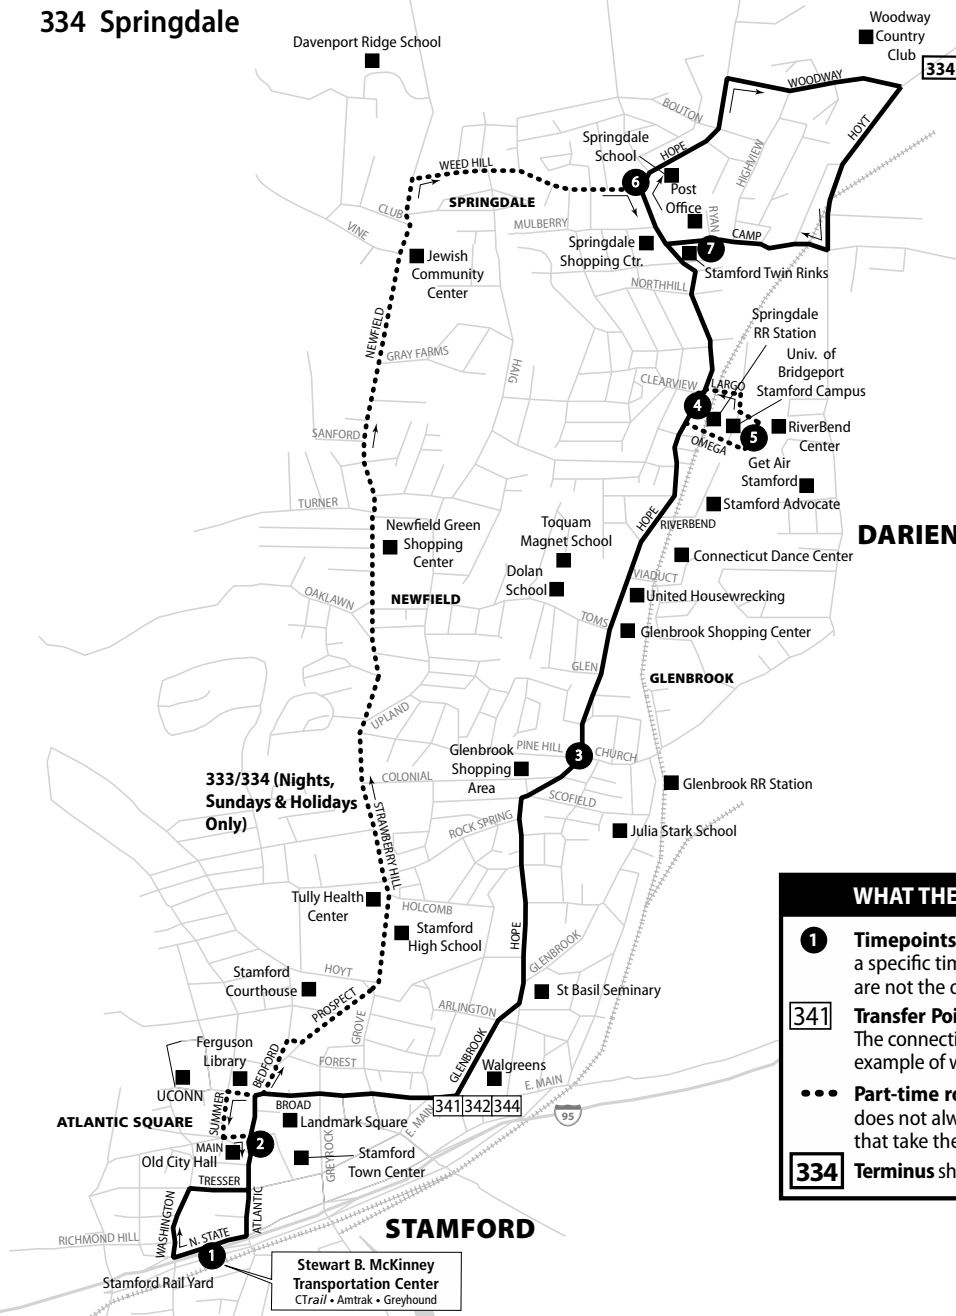 334 Springdale
Woodway
Country
Club
Davenport Ridge School
334
WOODWAY
BOUTON
HOYT
Springdale
School
HOPE
HIGHVIEW
WEED HILL
6
Post
Office
SPRINGDALE
CLUB
VINE
MULBERRY
RYAN
CAMP
Springdale
Shopping Ctr.
7
Jewish
Community
Center
Stamford Twin Rinks
NORTHHILL
NEWFIELD
Springdale
RR Station
GRAY FARMS
HAIG
Univ. of
Bridgeport
Stamford Campus
CLEARVIEW
LARGO
4
SANFORD
RiverBend
Center
5
OMEGA
Get Air
Stamford
TURNER
Stamford Advocate
HOPE
RIVERBEND
Newfield Green
Shopping
Center
Toquam
Magnet School
DARIEN
Connecticut Dance Center
Dolan
School
VIADUCT
OAKLAWN
NEWFIELD
United Housewrecking
TOMS
Glenbrook Shopping Center
GLEN
GLENBROOK
UPLAND
Glenbrook
Shopping
Area
PINE HILL
3
CHURCH
333/334 (Nights,
Sundays & Holidays
Only)
COLONIAL
Glenbrook RR Station
STRAWBERRY HILL
SCOFIELD
ROCK SPRING
Julia Stark School
WHAT THE
Tully Health
Center
HOLCOMB
Stamford
High School
HOPE
GLENBROOK
1
Timepoints
a specific tim
are not the c
HOYT
Stamford
Courthouse
PROSPECT
St Basil Seminary
ARLINGTON
341
Transfer Poi
The connecti
example of w
GROVE
GLENBROOK
Ferguson
Library
BEDFORD
FOREST
Walgreens
E. MAIN
UCONN
Part-time ro
does not alw
that take the
SUMMER
BROAD
341 342 344
95
ATLANTIC SQUARE
Landmark Square
E. MAIN
2
MAIN
Old City Hall
GREYROCK
Stamford
Town Center
334
Terminus sh
TRESSER
WASHINGTON
ATLANTIC
STAMFORD
N. STATE
RICHMOND HILL
1
Stamford Rail Yard
Stewart B. McKinney
Transportation Center
CTrail • Amtrak • Greyhound